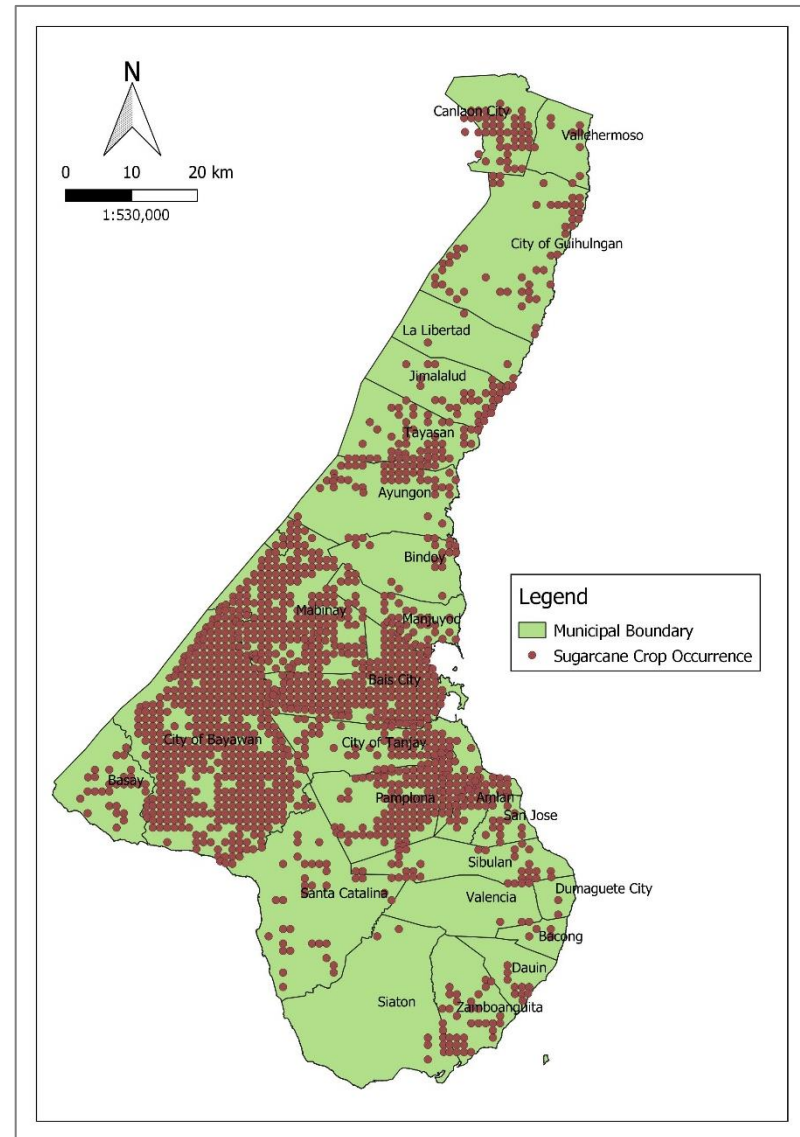 N
0 10 20 km
1:530,000
Canlaon City
Vallehermoso
City of Guihulngan
La Libertad
Jimalalud
Tayasan
Ayungon
Bindoy
Mabinay
Manjuyod
Legend
Municipal Boundary
Sugarcane Crop Occurrence
Bais City
City of Bayawan
City of Tanjay
Basay
Pamplona
Amlan
San Jose
Sibulan
Santa Catalina
Valencia
Dumaguete City
Bacong
Dauin
Siaton
Zamboanguita